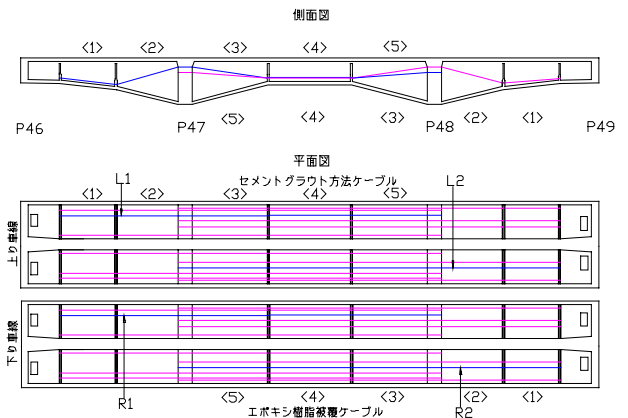 側面図
<1> <2> <3> <4> <5>
P46 P47 <5> <4> <3> P48 <2> <1> P49
平面図
セメントグラウト方法ケーブル
<1> L1 <2> <3> <4> <5> L2
上り車線
下り車線
R1 <5> <4> <3> R2 <2> <1>
エポキシ樹脂被覆ケーブル